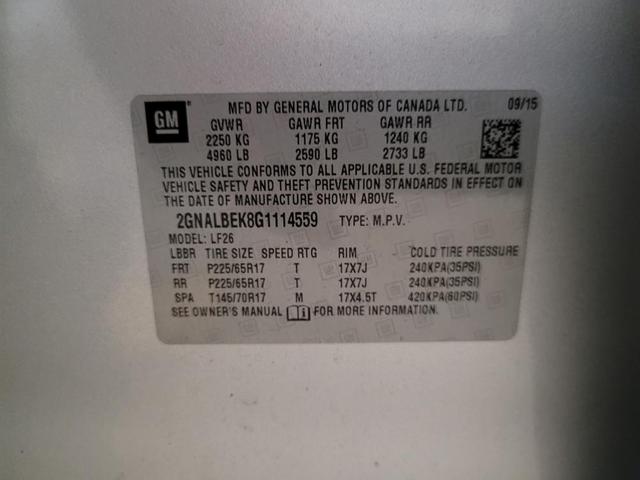 GM MFD BY GENERAL MOTORS OF CANADA LTD. 09/15
GVWR GAWR FRT GAWR RR
2250 KG 1175 KG 1240 KG
4960 LB 2590 LB 2733 LB
THIS VEHICLE CONFORMS TO ALL APPLICABLE U.S. FEDERAL MOTOR
VEHICLE SAFETY AND THEFT PREVENTION STANDARDS IN EFFECT ON
THE DATE OF MANUFACTURE SHOWN ABOVE.
2GNALBEK8G1114559 TYPE: M.P.V.
MODEL: LF26
LBBR TIRE SIZE SPEED RTG RIM COLD TIRE PRESSURE
FRT P225/65R17 T 17X7J 240KPA(35PSI)
RR P225/65R17 T 17X7J 240KPA(35PSI)
SPA T145/70R17 M 17X4.5T 420KPA(60PSI)
SEE OWNER'S MANUAL FOR MORE INFORMATION.